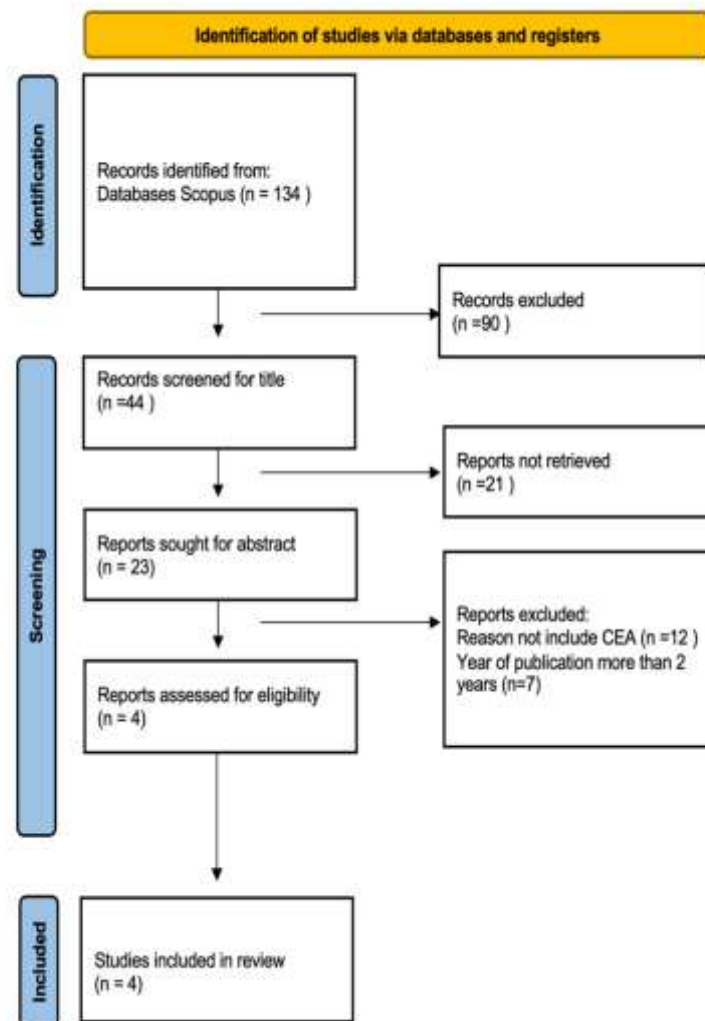 Identification of studies via databases and registers
Identification
Records identified from:
Databases Scopus (n = 134 )
Records excluded
(n =90 )
Screening
Records screened for title
(n =44 )
Reports not retrieved
(n =21 )
Reports sought for abstract
(n = 23)
Reports excluded:
Reason not include CEA (n =12 )
Year of publication more than 2
years (n=7)
Reports assessed for eligibility
(n = 4)
Included
Studies included in review
(n = 4)